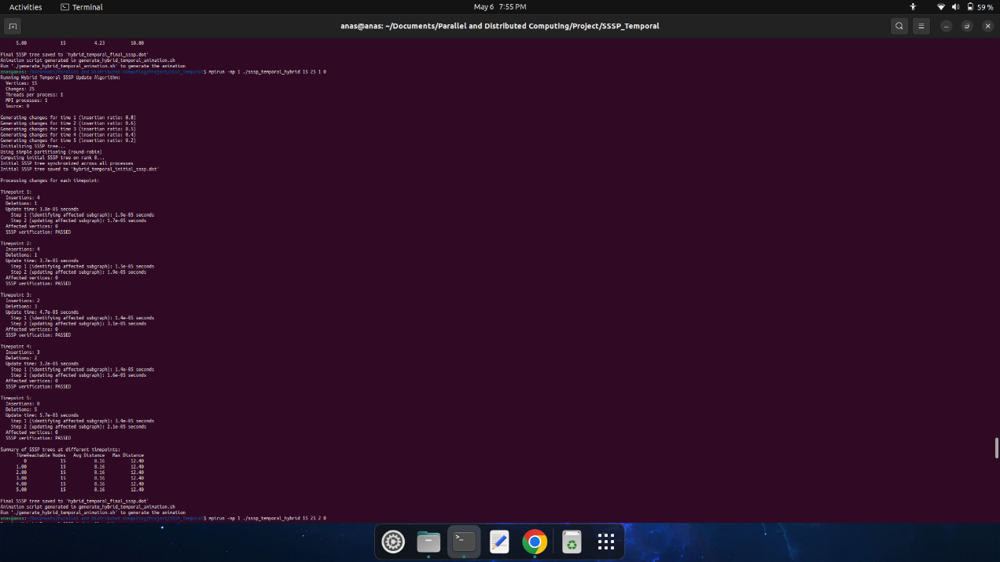 Activities Terminal May 6 7:55 PM 59 %
anas@anas: ~/Documents/Parallel and Distributed Computing/Project/SSSP_Temporal
5.00 15 4.23 10.80
Final SSSP tree saved to 'hybrid_temporal_final_sssp.dot'
Animation script generated in generate_hybrid_temporal_animation.sh
Run './generate_hybrid_temporal_animation.sh' to generate the animation
anas@anas:~/Documents/Parallel and Distributed Computing/Project/SSSP_Temporal$ mpirun -np 1 ./sssp_temporal_hybrid 15 25 1 0
Running Hybrid Temporal SSSP Update Algorithm:
Vertices: 15
Changes: 25
Threads per process: 1
MPI processes: 1
Source: 0
Generating changes for time 1 (insertion ratio: 0.8)
Generating changes for time 2 (insertion ratio: 0.6)
Generating changes for time 3 (insertion ratio: 0.5)
Generating changes for time 4 (insertion ratio: 0.4)
Generating changes for time 5 (insertion ratio: 0.2)
Initializing SSSP tree...
Using simple partitioning (round-robin)
Computing initial SSSP tree on rank 0...
Initial SSSP tree synchronized across all processes
Initial SSSP tree saved to 'hybrid_temporal_initial_sssp.dot'
Processing changes for each timepoint:
Timepoint 1:
Insertions: 4
Deletions: 1
Update time: 3.8e-05 seconds
Step 1 (identifying affected subgraph): 1.9e-05 seconds
Step 2 (updating affected subgraph): 1.7e-05 seconds
Affected vertices: 0
SSSP verification: PASSED
Timepoint 2:
Insertions: 4
Deletions: 1
Update time: 3.7e-05 seconds
Step 1 (identifying affected subgraph): 1.5e-05 seconds
Step 2 (updating affected subgraph): 1.9e-05 seconds
Affected vertices: 0
SSSP verification: PASSED
Timepoint 3:
Insertions: 2
Deletions: 3
Update time: 4.7e-05 seconds
Step 1 (identifying affected subgraph): 1.4e-05 seconds
Step 2 (updating affected subgraph): 3.1e-05 seconds
Affected vertices: 0
SSSP verification: PASSED
Timepoint 4:
Insertions: 3
Deletions: 2
Update time: 3.2e-05 seconds
Step 1 (identifying affected subgraph): 1.4e-05 seconds
Step 2 (updating affected subgraph): 1.6e-05 seconds
Affected vertices: 0
SSSP verification: PASSED
Timepoint 5:
Insertions: 0
Deletions: 5
Update time: 5.7e-05 seconds
Step 1 (identifying affected subgraph): 3.4e-05 seconds
Step 2 (updating affected subgraph): 2.1e-05 seconds
Affected vertices: 0
SSSP verification: PASSED
Summary of SSSP trees at different timepoints:
TimeReachable Nodes Avg Distance Max Distance
0 15 8.16 12.40
1.00 15 8.16 12.40
2.00 15 8.16 12.40
3.00 15 8.16 12.40
4.00 15 8.16 12.40
5.00 15 8.16 12.40
Final SSSP tree saved to 'hybrid_temporal_final_sssp.dot'
Animation script generated in generate_hybrid_temporal_animation.sh
Run './generate_hybrid_temporal_animation.sh' to generate the animation
anas@anas:~/Documents/Parallel and Distributed Computing/Project/SSSP_Temporal$ mpirun -np 1 ./sssp_temporal_hybrid 15 25 2 0